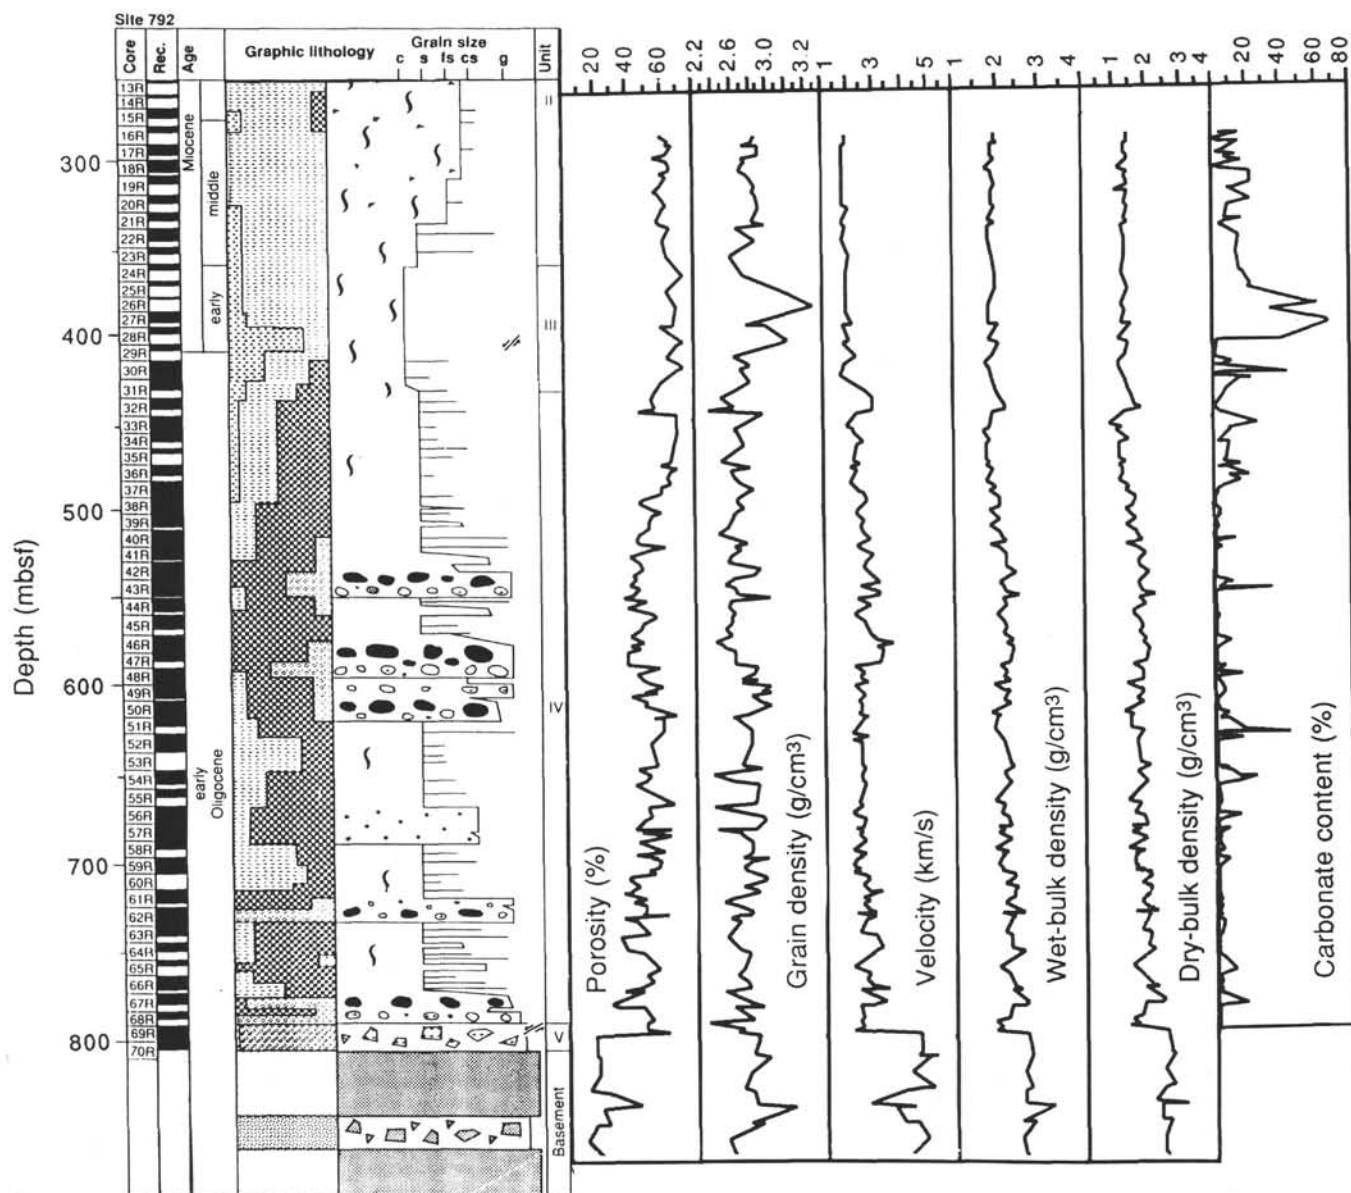 Site 792
Core Rec. Age Graphic lithology Grain size Unit
c s fs cs g
20 40 60 2.2 2.6 3.0 3.2 1 3 5 1 2 3 4 1 2 3 4 20 40 60 80
13R
14R
15R
16R
17R
18R
19R
20R
21R
22R
23R
24R
25R
26R
27R
28R
29R
30R
31R
32R
33R
34R
35R
36R
37R
38R
39R
40R
41R
42R
43R
44R
45R
46R
47R
48R
49R
50R
51R
52R
53R
54R
55R
56R
57R
58R
59R
60R
61R
62R
63R
64R
65R
66R
67R
68R
69R
70R
Miocene
middle
early
early
Oligocene
II
III
IV
V
Basement
300
400
500
600
700
800
Depth (mbsf)
Porosity (%)
Grain density (g/cm³)
Velocity (km/s)
Wet-bulk density (g/cm³)
Dry-bulk density (g/cm³)
Carbonate content (%)